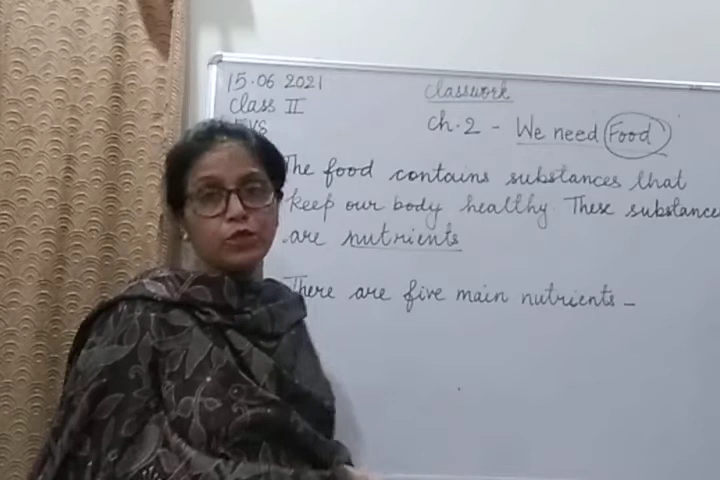 15.06 2021
Classwork
Class II
EVS
Ch.2 - We need Food
The food contains substances that
keep our body healthy. These substance
are nutrients
There are five main nutrients -